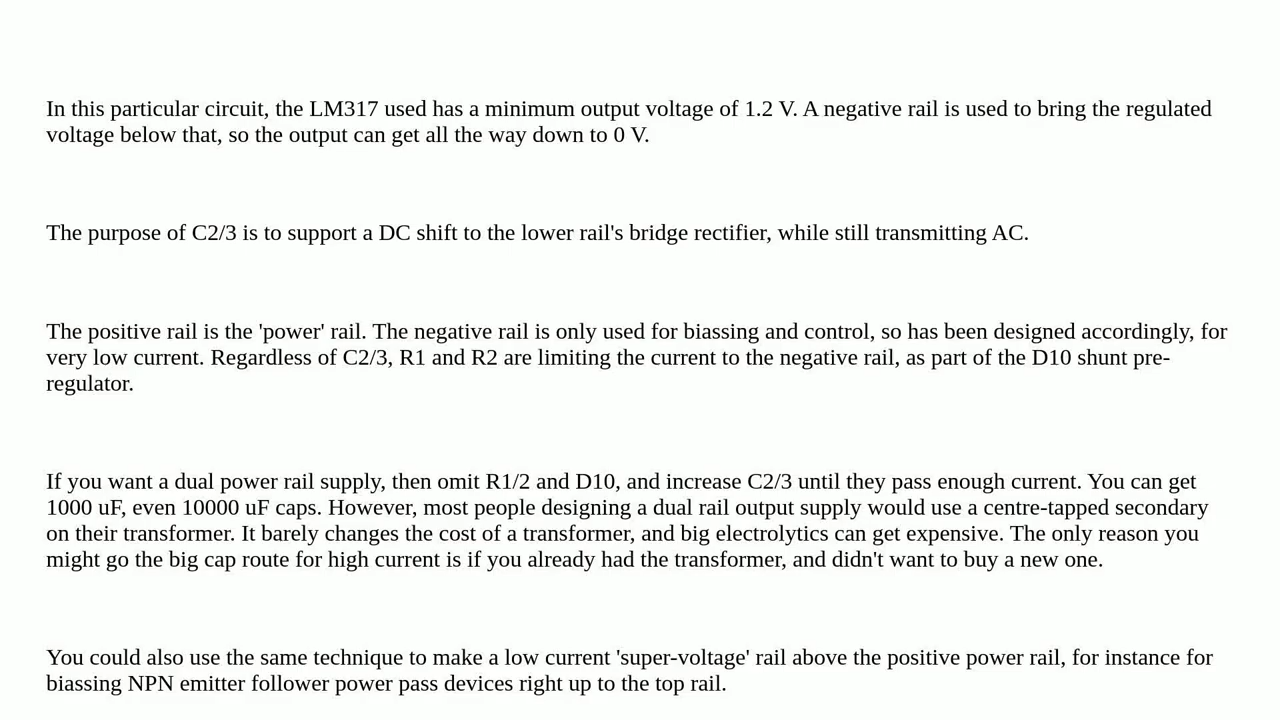 In this particular circuit, the LM317 used has a minimum output voltage of 1.2 V. A negative rail is used to bring the regulated
voltage below that, so the output can get all the way down to 0 V.
The purpose of C2/3 is to support a DC shift to the lower rail's bridge rectifier, while still transmitting AC.
The positive rail is the 'power' rail. The negative rail is only used for biassing and control, so has been designed accordingly, for
very low current. Regardless of C2/3, R1 and R2 are limiting the current to the negative rail, as part of the D10 shunt pre-
regulator.
If you want a dual power rail supply, then omit R1/2 and D10, and increase C2/3 until they pass enough current. You can get
1000 uF, even 10000 uF caps. However, most people designing a dual rail output supply would use a centre-tapped secondary
on their transformer. It barely changes the cost of a transformer, and big electrolytics can get expensive. The only reason you
might go the big cap route for high current is if you already had the transformer, and didn't want to buy a new one.
You could also use the same technique to make a low current 'super-voltage' rail above the positive power rail, for instance for
biassing NPN emitter follower power pass devices right up to the top rail.